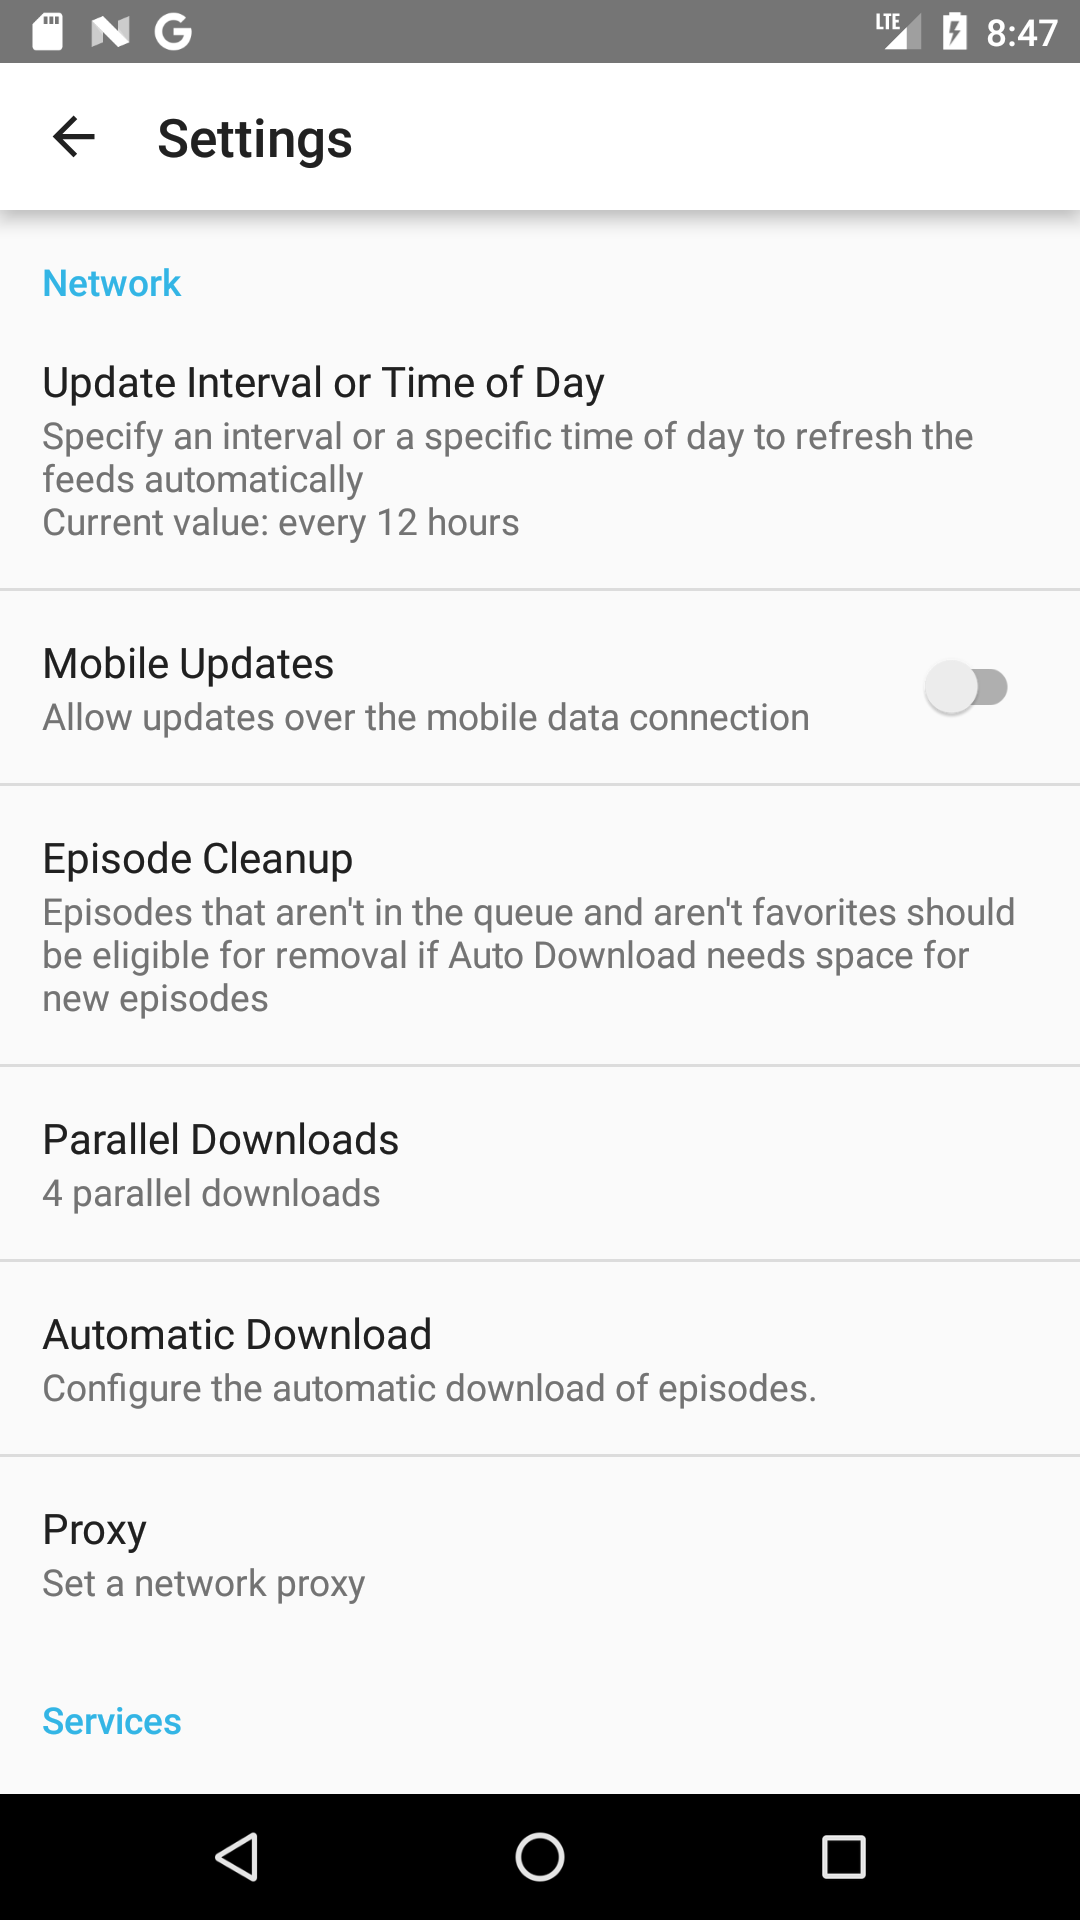 LTE 8:47
Settings
Network
Update Interval or Time of Day
Specify an interval or a specific time of day to refresh the
feeds automatically
Current value: every 12 hours
Mobile Updates
Allow updates over the mobile data connection
Episode Cleanup
Episodes that aren't in the queue and aren't favorites should
be eligible for removal if Auto Download needs space for
new episodes
Parallel Downloads
4 parallel downloads
Automatic Download
Configure the automatic download of episodes.
Proxy
Set a network proxy
Services